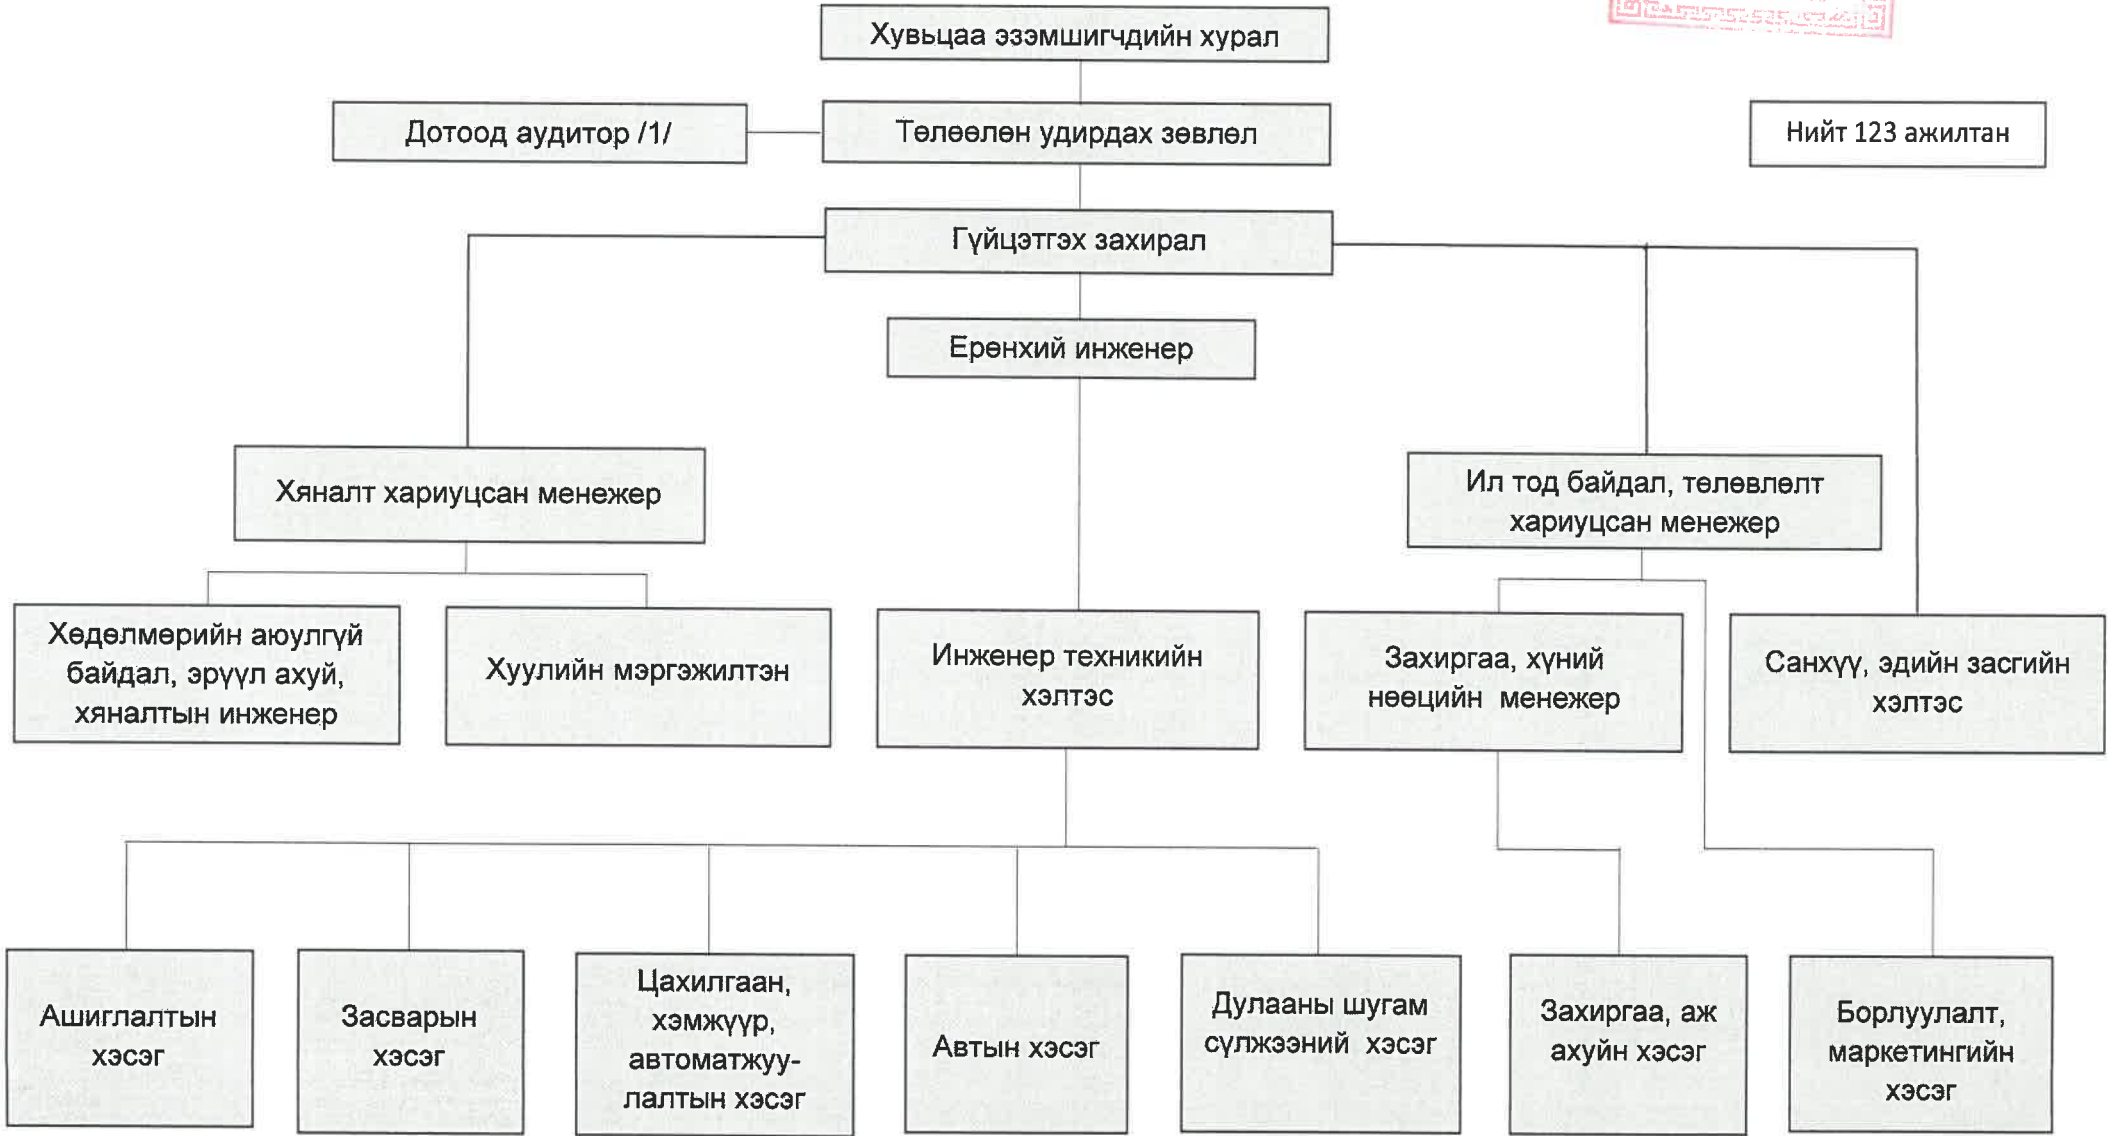 Хувьцаа эзэмшигчдийн хурал
Дотоод аудитор /1/
Төлөөлөн удирдах зөвлөл
Нийт 123 ажилтан
Гүйцэтгэх захирал
Ерөнхий инженер
Хяналт хариуцсан менежер
Ил тод байдал, төлөвлөлт
хариуцсан менежер
Хөдөлмөрийн аюулгүй
байдал, эрүүл ахуй,
хяналтын инженер
Хуулийн мэргэжилтэн
Инженер техникийн
хэлтэс
Захиргаа, хүний
нөөцийн менежер
Санхүү, эдийн засгийн
хэлтэс
Ашиглалтын
хэсэг
Засварын
хэсэг
Цахилгаан,
хэмжүүр,
автоматжуу-
лалтын хэсэг
Автын хэсэг
Дулааны шугам
сүлжээний хэсэг
Захиргаа, аж
ахуйн хэсэг
Борлуулалт,
маркетингийн
хэсэг